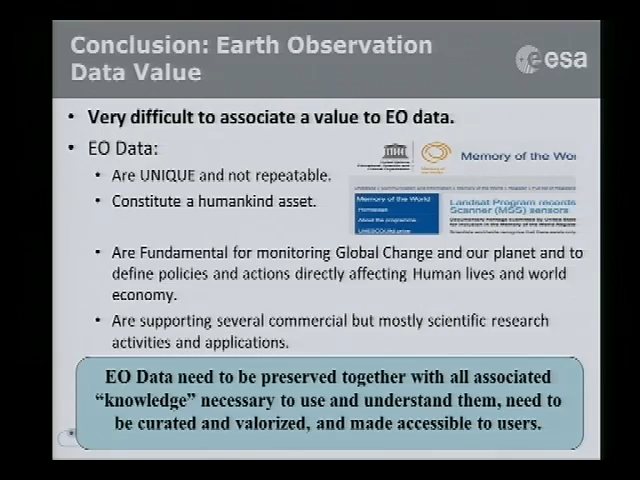 Conclusion: Earth Observation
Data Value
esa
• Very difficult to associate a value to EO data.
• EO Data:
• Are UNIQUE and not repeatable.
• Constitute a humankind asset.
Memory of the Wor
Memory of the World
Homepage
About the programme
Landsat Program records
Scanner (MSS) sensors
• Are Fundamental for monitoring Global Change and our planet and to
define policies and actions directly affecting Human lives and world
economy.
• Are supporting several commercial but mostly scientific research
activities and applications.
EO Data need to be preserved together with all associated
“knowledge” necessary to use and understand them, need to
be curated and valorized, and made accessible to users.